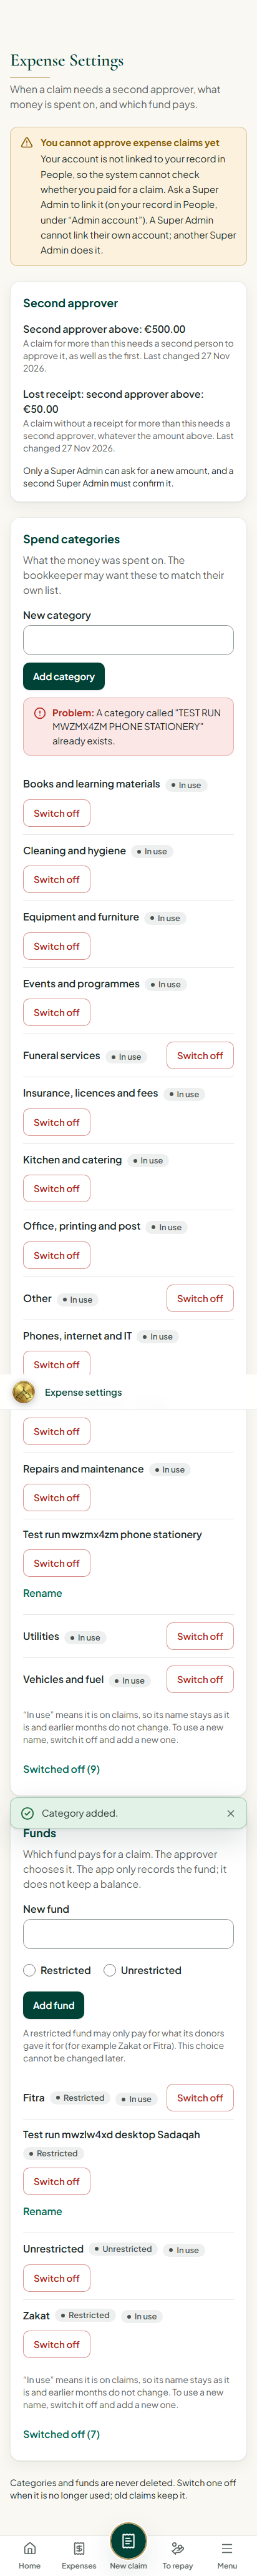 Expense Settings
When a claim needs a second approver, what
money is spent on, and which fund pays.
You cannot approve expense claims yet
Your account is not linked to your record in
People, so the system cannot check
whether you paid for a claim. Ask a Super
Admin to link it (on your record in People,
under “Admin account”). A Super Admin
cannot link their own account; another Super
Admin does it.
Second approver
Second approver above: €500.00
A claim for more than this needs a second person to
approve it, as well as the first. Last changed 27 Nov
2026.
Lost receipt: second approver above:
€50.00
A claim without a receipt for more than this needs a
second approver, whatever the amount above. Last
changed 27 Nov 2026.
Only a Super Admin can ask for a new amount, and a
second Super Admin must confirm it.
Spend categories
What the money was spent on. The
bookkeeper may want these to match their
own list.
New category
Add category
Problem: A category called “TEST RUN
MWZMX4ZM PHONE STATIONERY”
already exists.
Books and learning materials In use
Switch off
Cleaning and hygiene In use
Switch off
Equipment and furniture In use
Switch off
Events and programmes In use
Switch off
Funeral services In use Switch off
Insurance, licences and fees In use
Switch off
Kitchen and catering In use
Switch off
Office, printing and post In use
Switch off
Other In use Switch off
Phones, internet and IT In use
Switch off
Expense settings
Switch off
Repairs and maintenance In use
Switch off
Test run mwzmx4zm phone stationery
Switch off
Rename
Utilities In use Switch off
Vehicles and fuel In use Switch off
“In use” means it is on claims, so its name stays as it
is and earlier months do not change. To use a new
name, switch it off and add a new one.
Switched off (9)
Category added.
Funds
Which fund pays for a claim. The approver
chooses it. The app only records the fund; it
does not keep a balance.
New fund
Restricted Unrestricted
Add fund
A restricted fund may only pay for what its donors
gave it for (for example Zakat or Fitra). This choice
cannot be changed later.
Fitra Restricted In use Switch off
Test run mwzlw4xd desktop Sadaqah
Restricted
Switch off
Rename
Unrestricted Unrestricted In use
Switch off
Zakat Restricted In use
Switch off
“In use” means it is on claims, so its name stays as it
is and earlier months do not change. To use a new
name, switch it off and add a new one.
Switched off (7)
Categories and funds are never deleted. Switch one off
when it is no longer used; old claims keep it.
Home Expenses New claim To repay Menu